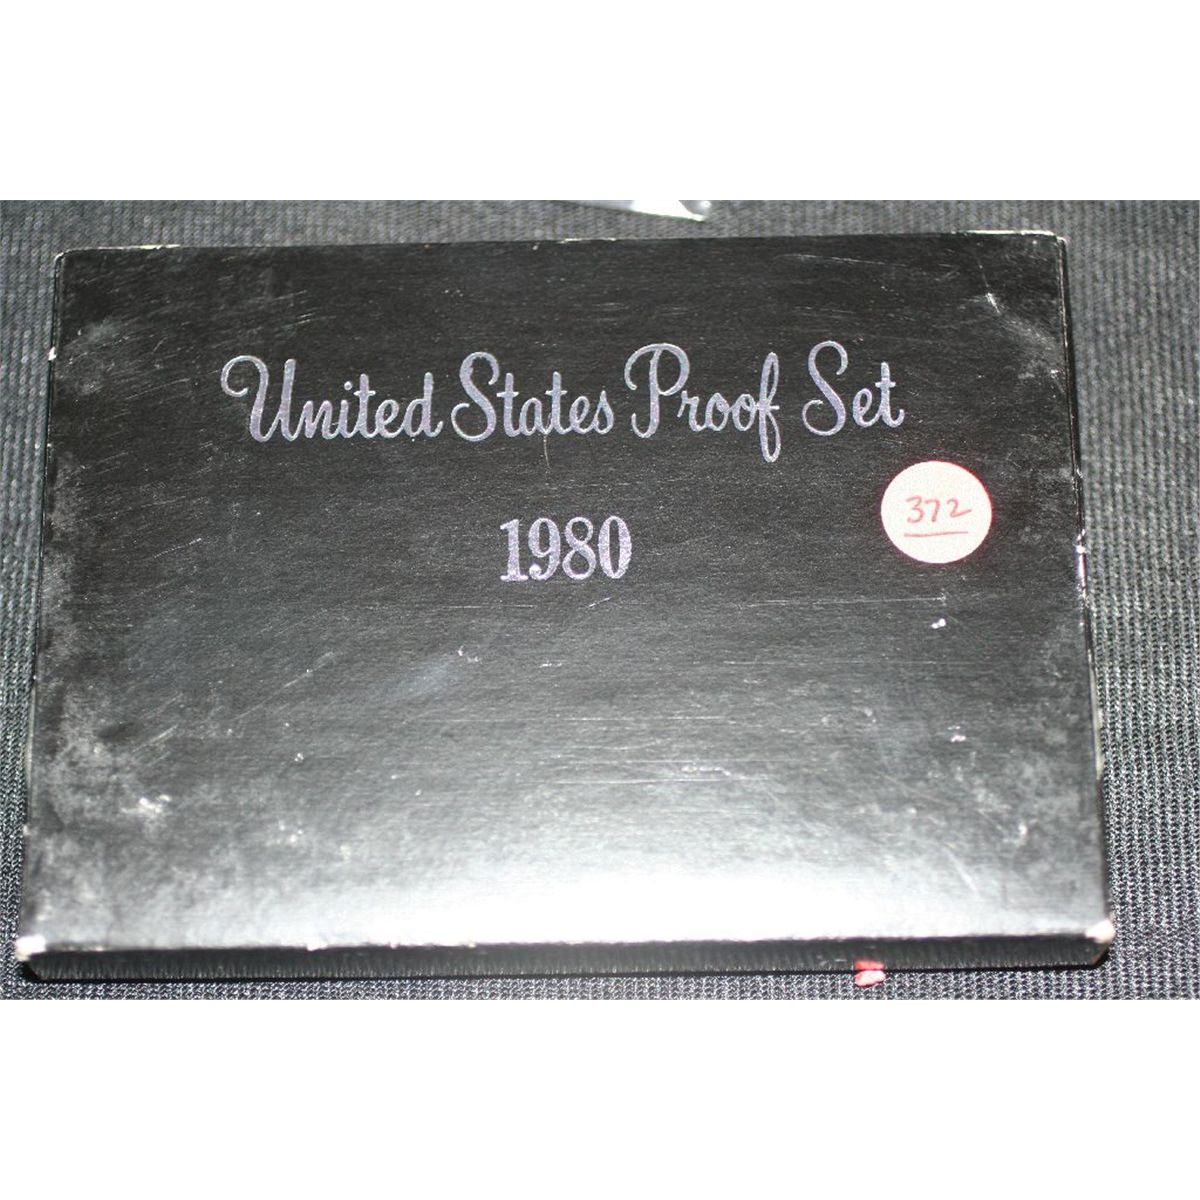 United States Proof Set
372
1980